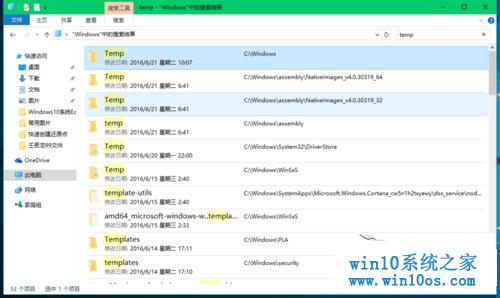 搜索工具
temp - "Windows"中的搜索结果
文件
主页
共享
查看
搜索
"Windows"中的搜索结果
temp
快速访问
桌面
下载
文档
图片
Windows10系统Ec
常用图片
快速创建还原点
壬辰龙99文件
OneDrive
此电脑
网络
家庭组
Temp
修改日期: 2016/6/21 星期二 10:07
C:\Windows
Temp
修改日期: 2016/6/21 星期二 6:41
C:\Windows\assembly\NativeImages_v4.0.30319_64
Temp
修改日期: 2016/6/21 星期二 6:41
C:\Windows\assembly\NativeImages_v4.0.30319_32
temp
修改日期: 2016/6/21 星期二 6:41
C:\Windows\assembly
Temp
修改日期: 2016/6/20 星期一 22:00
C:\Windows\System32\DriverStore
Temp
修改日期: 2016/6/15 星期三 2:40
C:\Windows\WinSxS
template-utils
修改日期: 2016/6/15 星期三 2:40
C:\Windows\SystemApps\Microsoft.Windows.Cortana_cw5n1h2txyewy\dss_service\nod...
amd64_microsoft-windows-w..templa...
修改日期: 2016/6/15 星期三 2:40
C:\Windows\WinSxS
Templates
修改日期: 2016/6/14 星期二 17:11
C:\Windows\PLA
templates
修改日期: 2016/6/14 星期二 17:11
C:\Windows\security
53 个项目
选中 1 个项目
win10系统之家
www.win10os.com